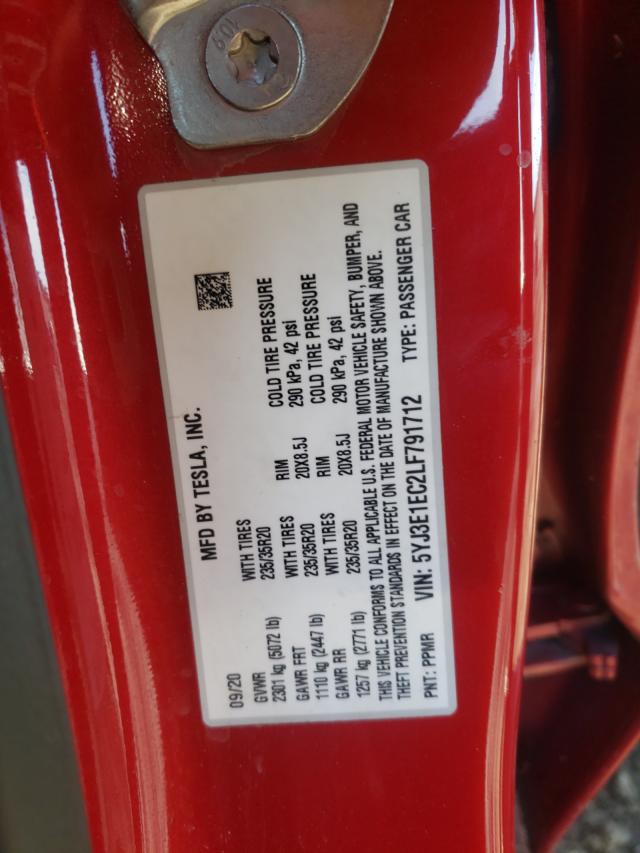 10.9
MFD BY TESLA, INC.
09/20
GVWR WITH TIRES
2301 kg (5072 lb) 235/35R20 RIM COLD TIRE PRESSURE
GAWR FRT WITH TIRES 20X8.5J 290 kPa, 42 psi
1110 kg (2447 lb) 235/35R20 RIM COLD TIRE PRESSURE
GAWR RR WITH TIRES 20X8.5J 290 kPa, 42 psi
1257 kg (2771 lb) 235/35R20
THIS VEHICLE CONFORMS TO ALL APPLICABLE U.S. FEDERAL MOTOR VEHICLE SAFETY, BUMPER, AND
THEFT PREVENTION STANDARDS IN EFFECT ON THE DATE OF MANUFACTURE SHOWN ABOVE.
PNT: PPMR VIN: 5YJ3E1EC2LF791712 TYPE: PASSENGER CAR